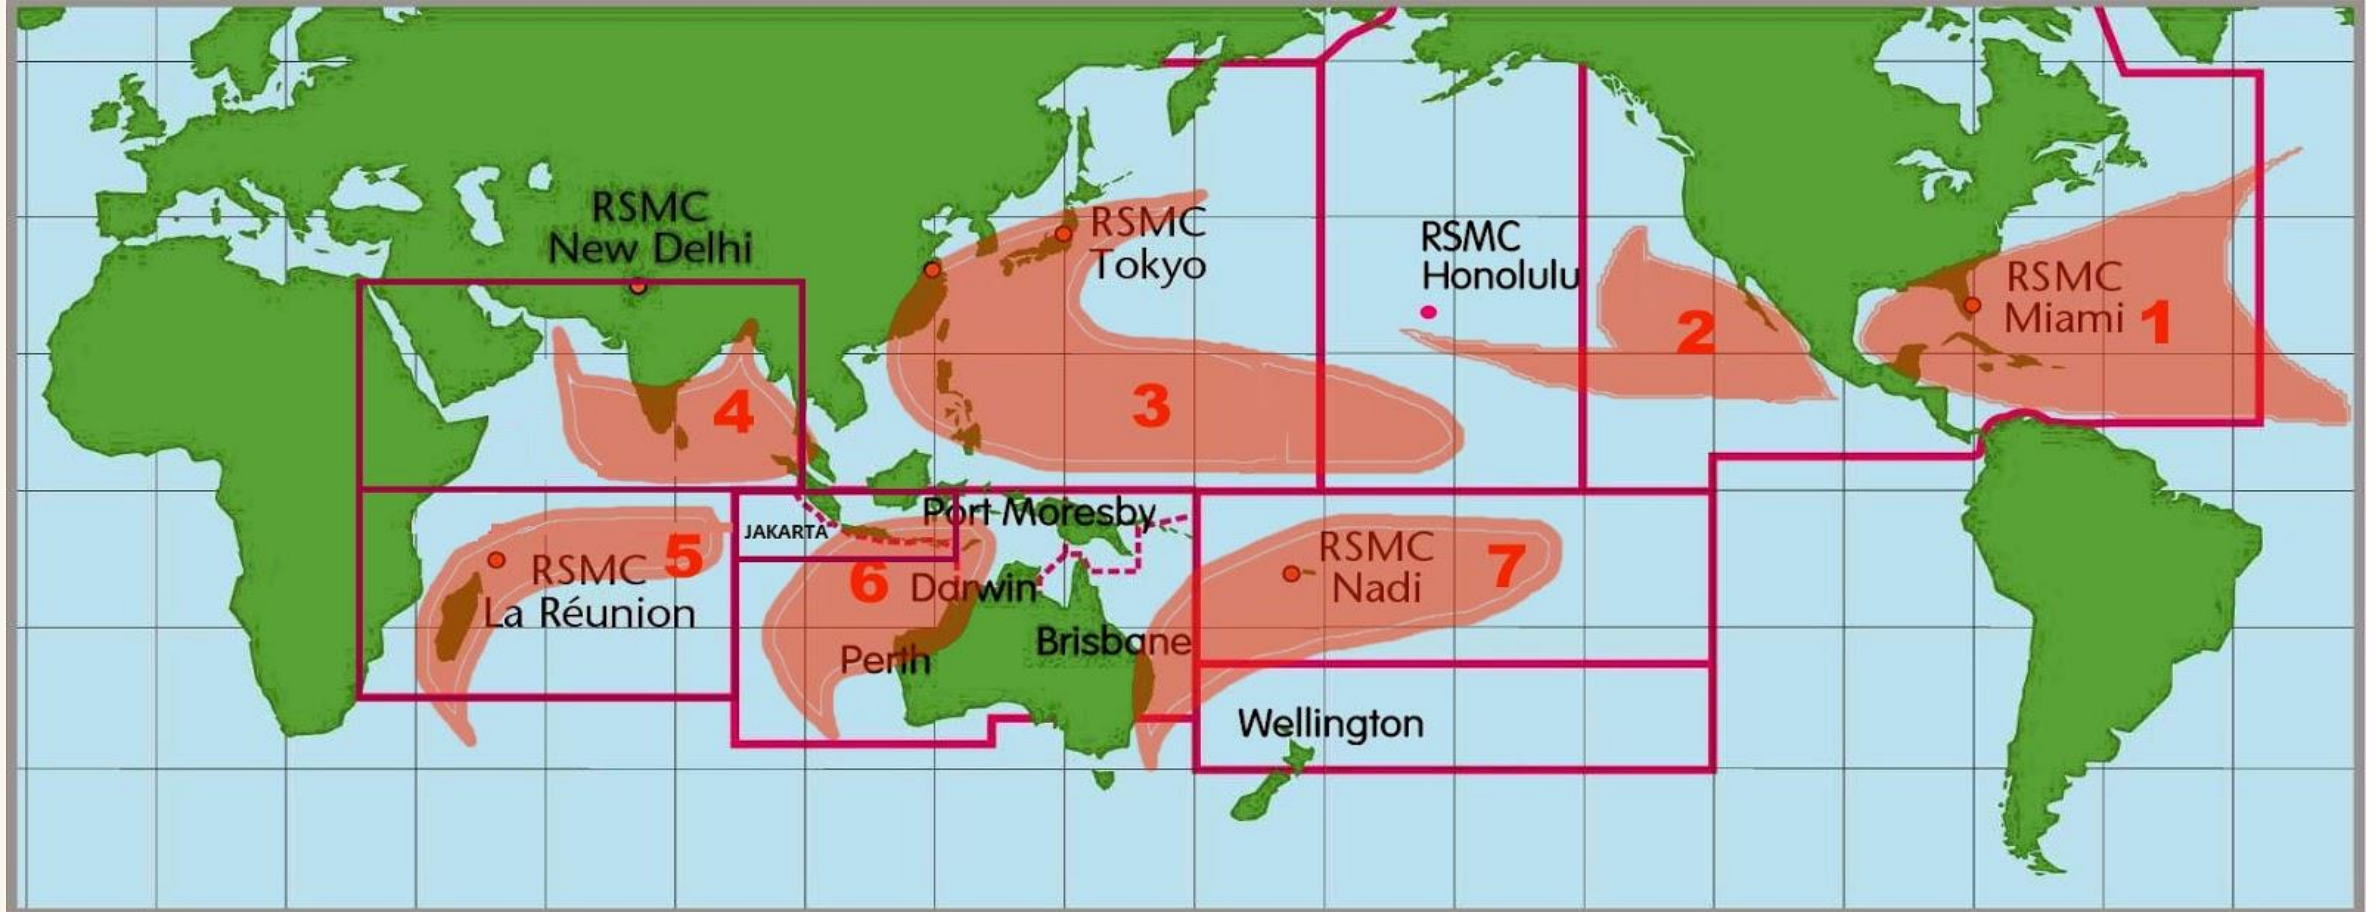 RSMC
New Delhi
RSMC
Tokyo
RSMC
Honolulu
RSMC
Miami
1
2
3
4
JAKARTA
Port Moresby
RSMC
La Réunion
5
6
Darwin
Perth
Brisbane
RSMC
Nadi
7
Wellington